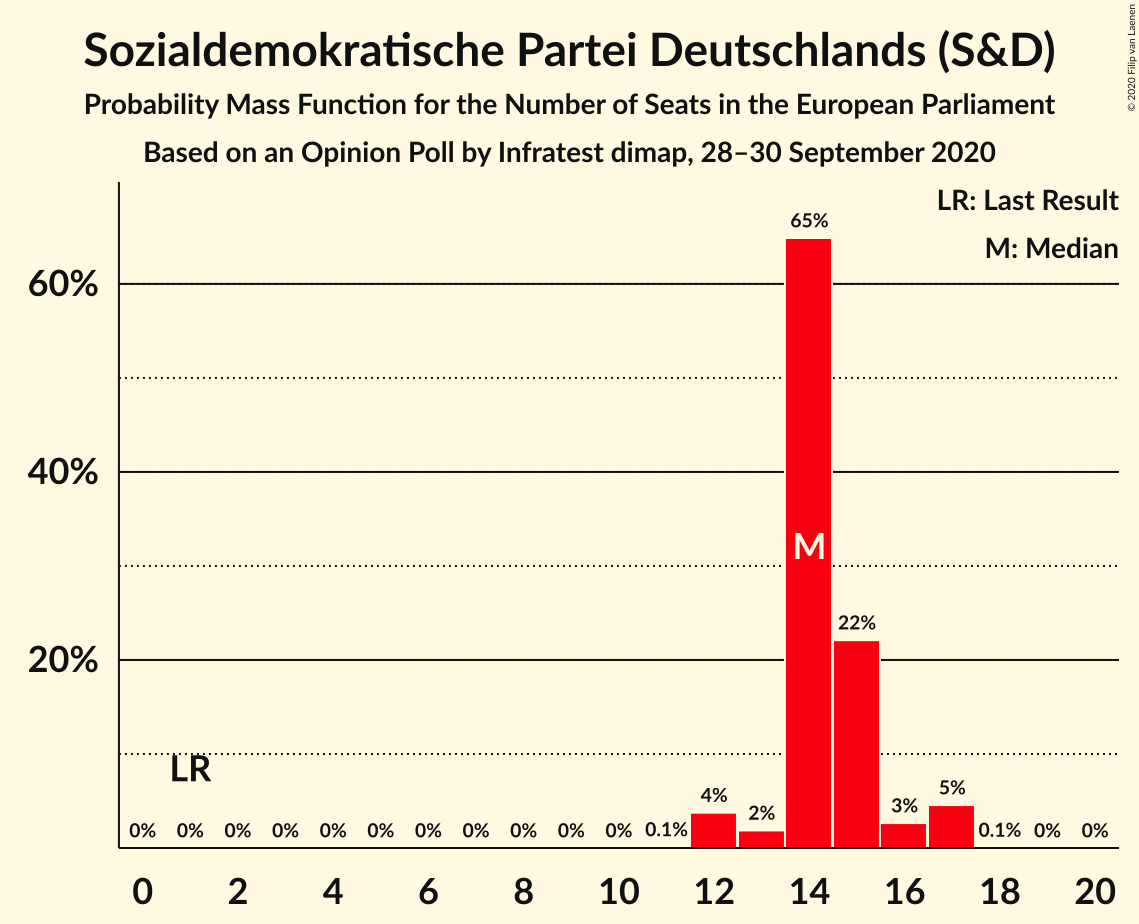 Sozialdemokratische Partei Deutschlands (S&D)
Probability Mass Function for the Number of Seats in the European Parliament
Based on an Opinion Poll by Infratest dimap, 28–30 September 2020
© 2020 Filip van Laenen
LR: Last Result
M: Median
60%
40%
20%
65%
M
22%
LR
0% 0% 0% 0% 0% 0% 0% 0% 0% 0% 0% 0.1% 4% 2% 3% 5% 0.1% 0% 0%
0 2 4 6 8 10 12 14 16 18 20